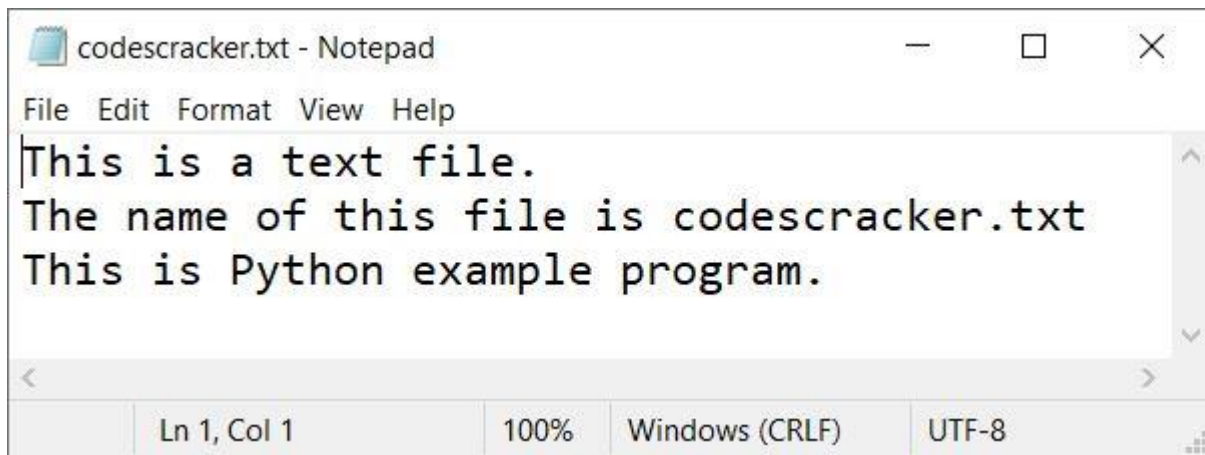 codescracker.txt - Notepad
File Edit Format View Help
This is a text file.
The name of this file is codescracker.txt
This is Python example program.
Ln 1, Col 1 100% Windows (CRLF) UTF-8